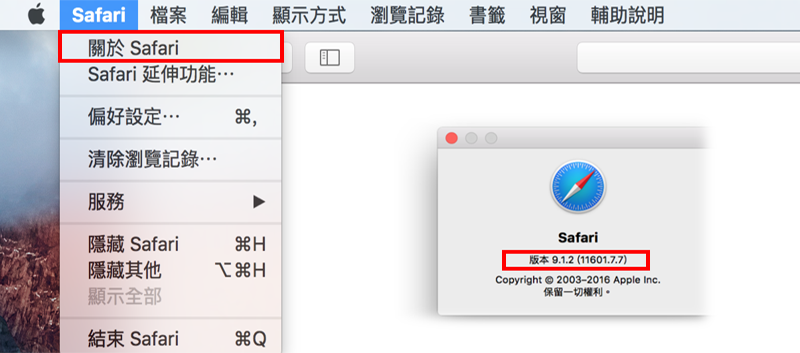 Safari 檔案 編輯 顯示方式 瀏覽記錄 書籤 視窗 輔助說明
關於 Safari
Safari 延伸功能⋯
偏好設定⋯ ⌘,
清除瀏覽記錄⋯
服務 ▶
隱藏 Safari ⌘H
隱藏其他 ⌥⌘H
顯示全部
結束 Safari ⌘Q
Safari
版本 9.1.2 (11601.7.7)
Copyright © 2003–2016 Apple Inc.
保留一切權利。